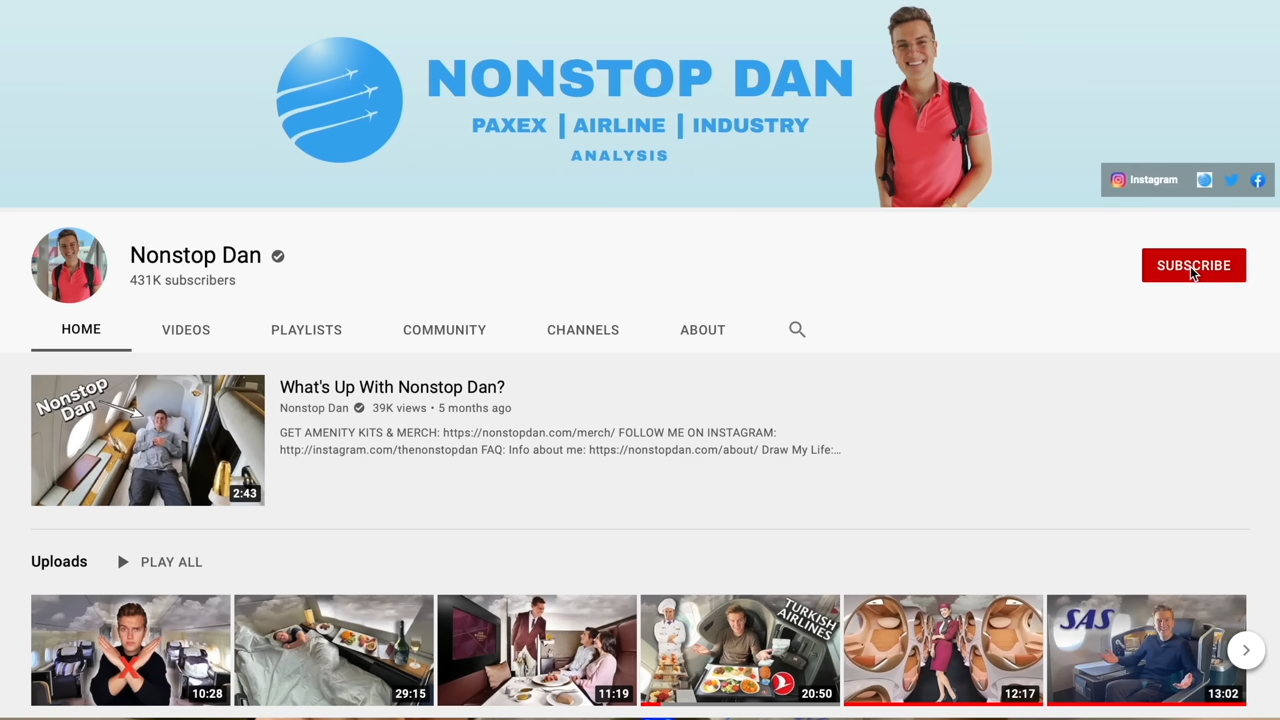 NONSTOP DAN
PAXEX | AIRLINE | INDUSTRY
ANALYSIS
Instagram
Nonstop Dan
431K subscribers
SUBSCRIBE
HOME VIDEOS PLAYLISTS COMMUNITY CHANNELS ABOUT
Nonstop
Dan
2:43
What's Up With Nonstop Dan?
Nonstop Dan 39K views • 5 months ago
GET AMENITY KITS & MERCH: https://nonstopdan.com/merch/ FOLLOW ME ON INSTAGRAM:
http://instagram.com/thenonstopdan FAQ: Info about me: https://nonstopdan.com/about/ Draw My Life:...
Uploads PLAY ALL
TURKISH
AIRLINES
SAS
10:28 29:15 11:19 20:50 12:17 13:02